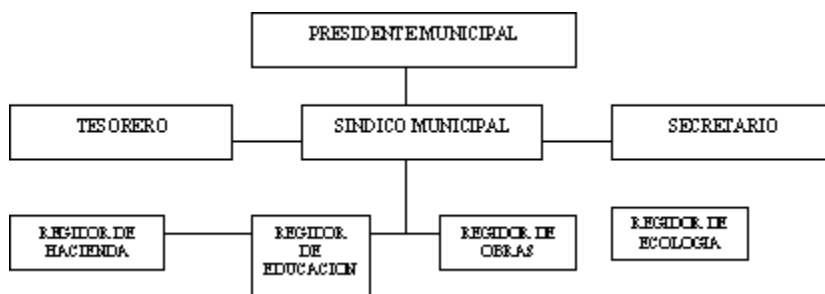 PRESIDENTE MUNICIPAL
TESORERO
SINDICO MUNICIPAL
SECRETARIO
REGIDOR DE
HACIENDA
REGIDOR
DE
EDUCACION
REGIDOR DE
OBRAS
REGIDOR DE
ECOLOGIA